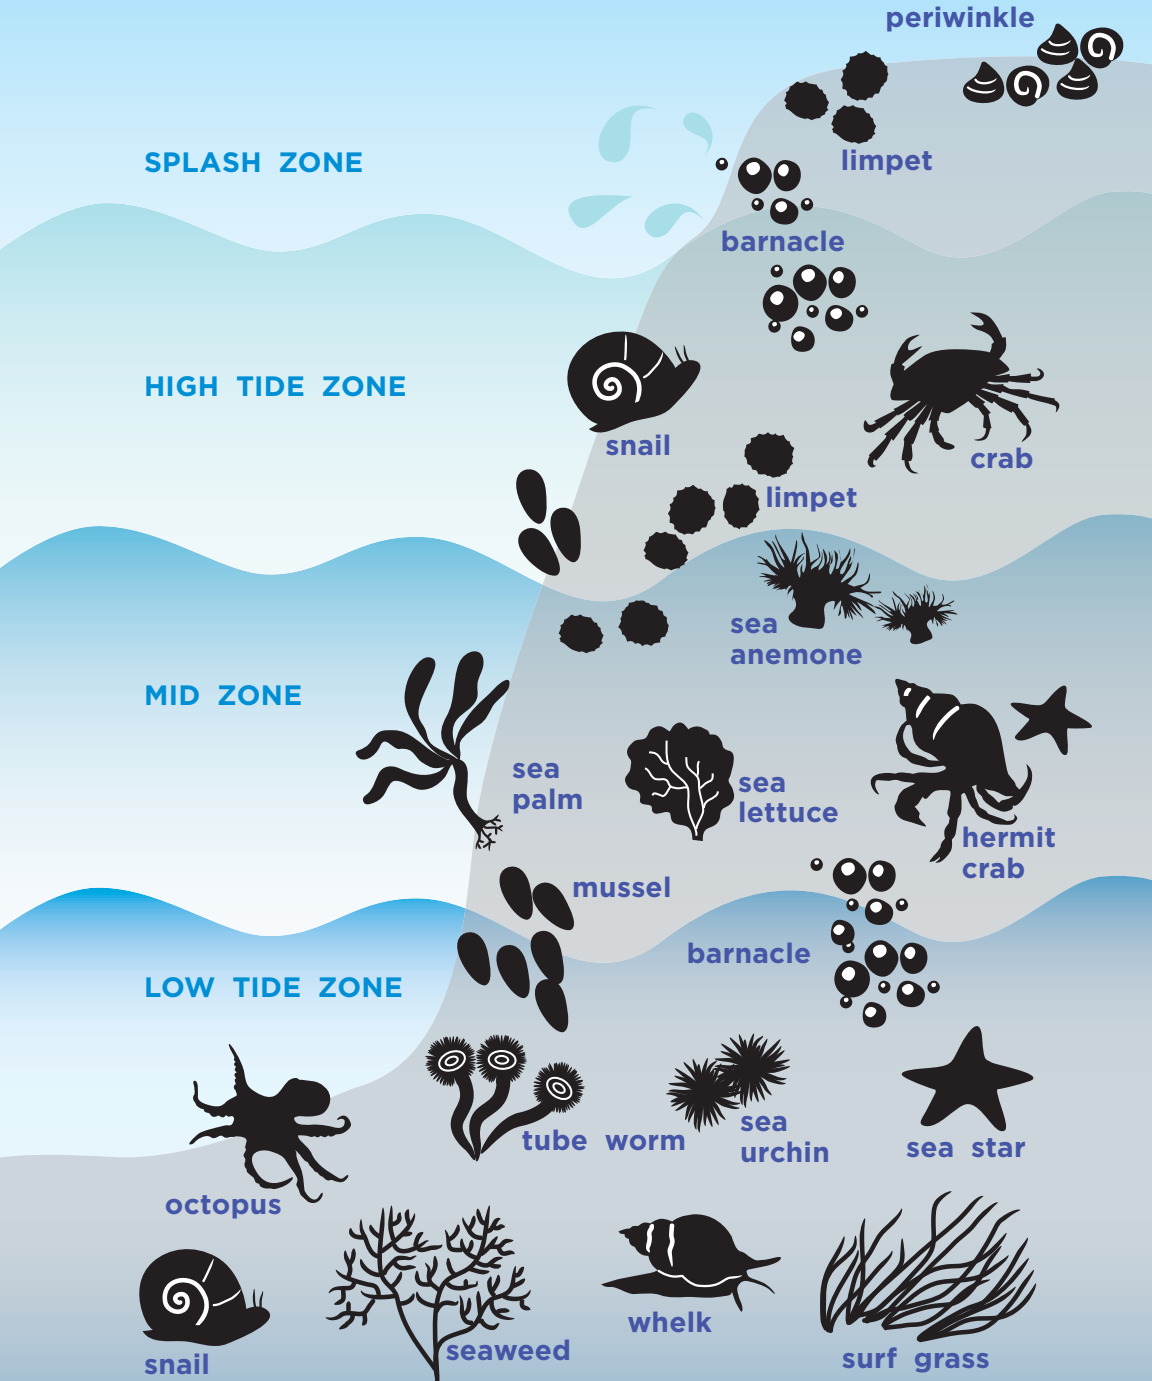 periwinkle
limpet
SPLASH ZONE
barnacle
HIGH TIDE ZONE
snail
crab
limpet
sea
anemone
MID ZONE
sea
palm
sea
lettuce
hermit
crab
mussel
barnacle
LOW TIDE ZONE
tube worm
sea
urchin
sea star
octopus
whelk
seaweed
surf grass
snail